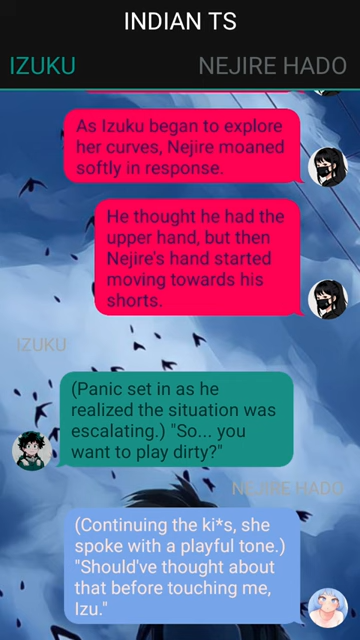 INDIAN TS
IZUKU
NEJIRE HADO
As Izuku began to explore
her curves, Nejire moaned
softly in response.
He thought he had the
upper hand, but then
Nejire's hand started
moving towards his
shorts.
IZUKU
(Panic set in as he
realized the situation was
escalating.) "So... you
want to play dirty?"
NEJIRE HADO
(Continuing the ki*s, she
spoke with a playful tone.)
"Should've thought about
that before touching me,
Izu."